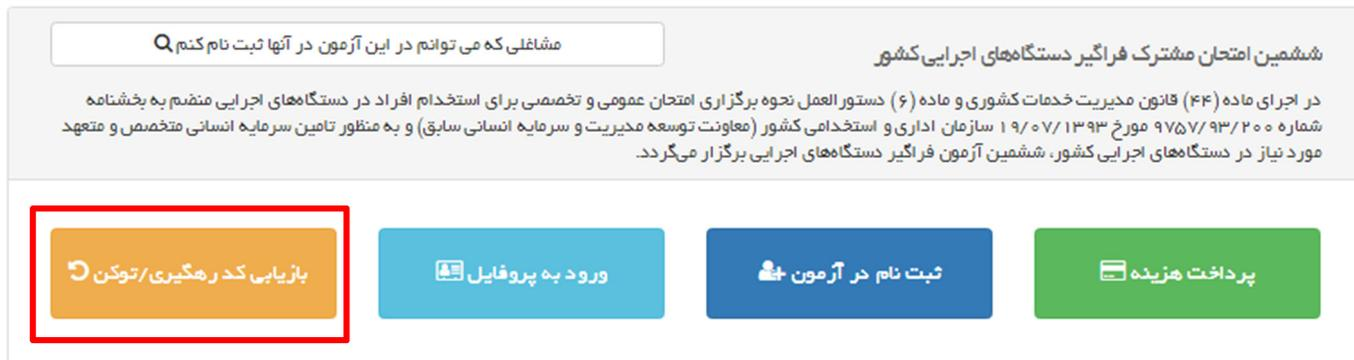 ششمین امتحان مشترک فراگیر دستگاه‌های اجرایی کشور
مشاغلی که می توانم در این آزمون در آنها ثبت نام کنم
در اجرای ماده (۴۴) قانون مدیریت خدمات کشوری و ماده (۶) دستورالعمل نحوه برگزاری امتحان عمومی و تخصصی برای استخدام افراد در دستگاه‌های اجرایی منضم به بخشنامه
شماره ۹۷۵۷/۹۳/۲۰۰ مورخ ۱۹/۰۷/۱۳۹۳ سازمان اداری و استخدامی کشور (معاونت توسعه مدیریت و سرمایه انسانی سابق) و به منظور تامین سرمایه انسانی متخصص و متعهد
مورد نیاز در دستگاه‌های اجرایی کشور، ششمین آزمون فراگیر دستگاه‌های اجرایی برگزار می‌گردد.
پرداخت هزینه
ثبت نام در آزمون
ورود به پروفایل
بازیابی کد رهگیری/توکن